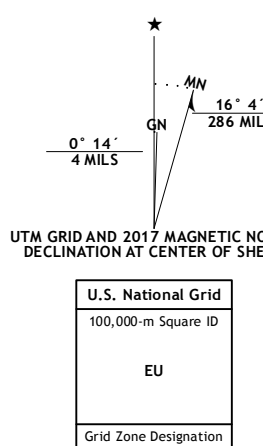 ★
MN
GN
16° 4´
286 MIL
0° 14´
4 MILS
UTM GRID AND 2017 MAGNETIC NO
DECLINATION AT CENTER OF SHE
U.S. National Grid
100,000-m Square ID
EU
Grid Zone Designation